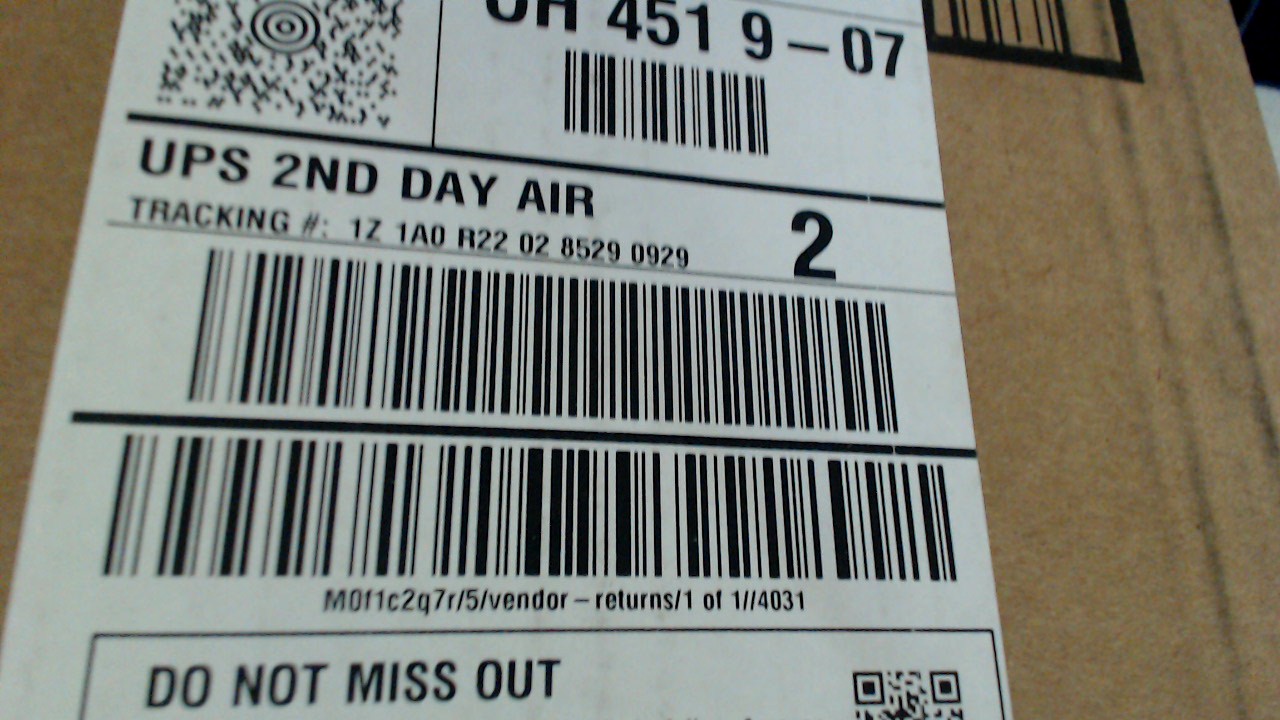 OH 451 9-07
UPS 2ND DAY AIR
TRACKING #: 1Z 1A0 R22 02 8529 0929
2
M0f1c2q7r/5/vendor-returns/1 of 1//4031
DO NOT MISS OUT